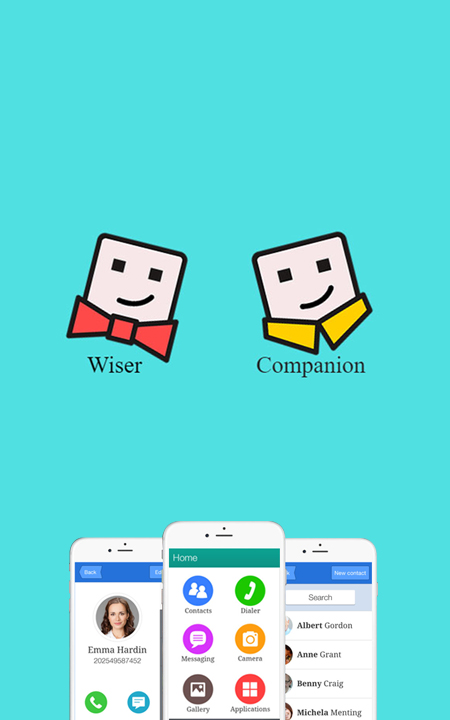 Wiser
Companion
Home
Contacts
Dialer
Messaging
Camera
Gallery
Applications
Back
Emma Hardin
202549587452
New contact
Search
Albert Gordon
Anne Grant
Benny Craig
Michela Menting